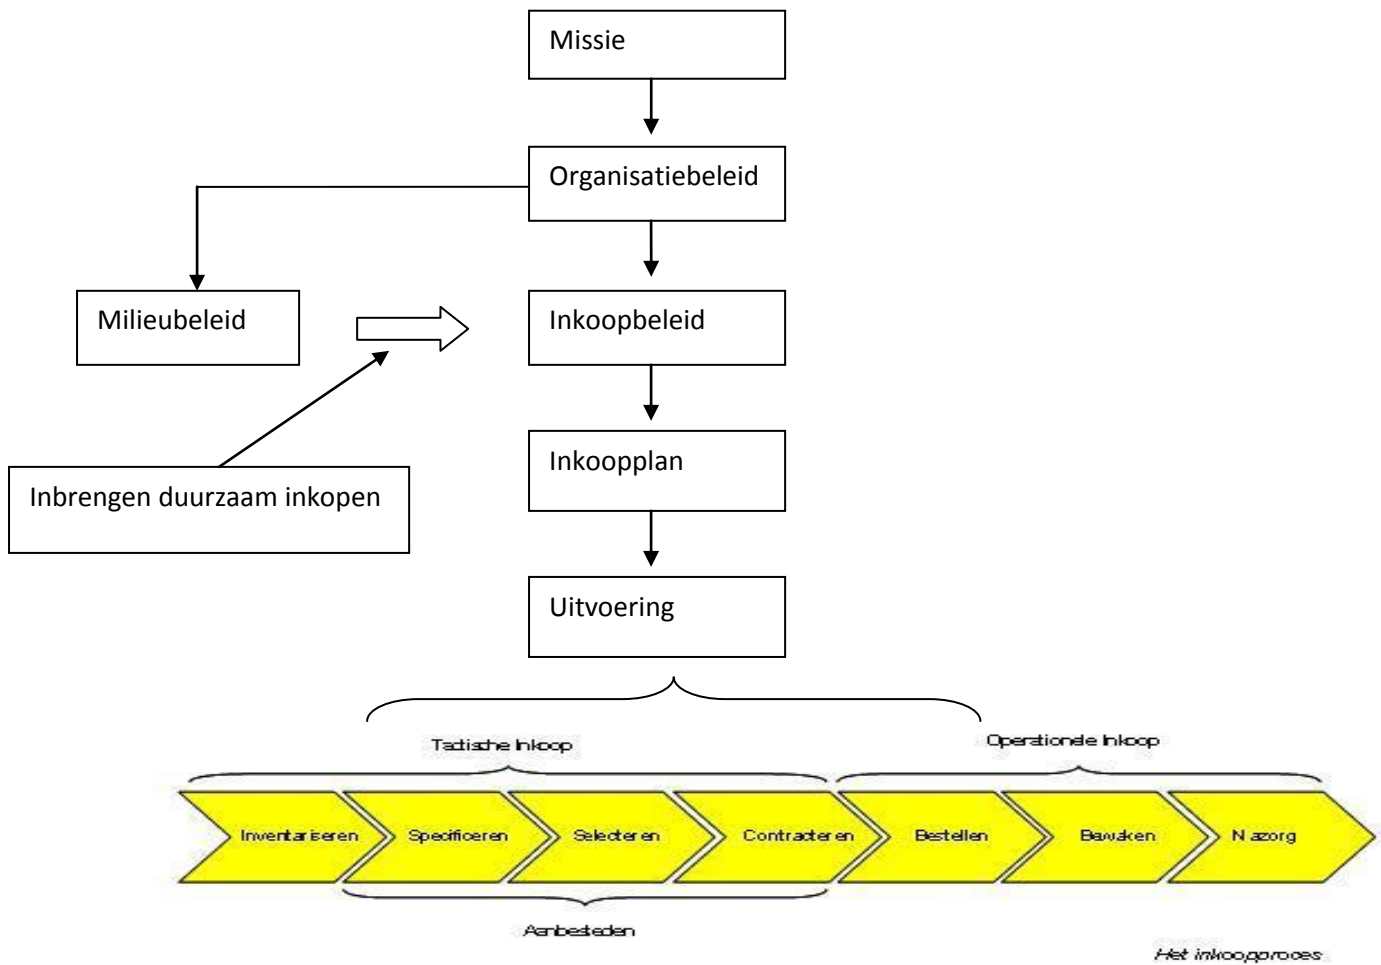 Missie
Organisatiebeleid
Milieubeleid
Inkoopbeleid
Inkoopplan
Inbrengen duurzaam inkopen
Uitvoering
Tactische Inkoop
Operationele Inkoop
Inventariseren
Specificeren
Selecteren
Contracteren
Bestellen
Bewaken
Nazorg
Aanbesteden
Het inkoopproces